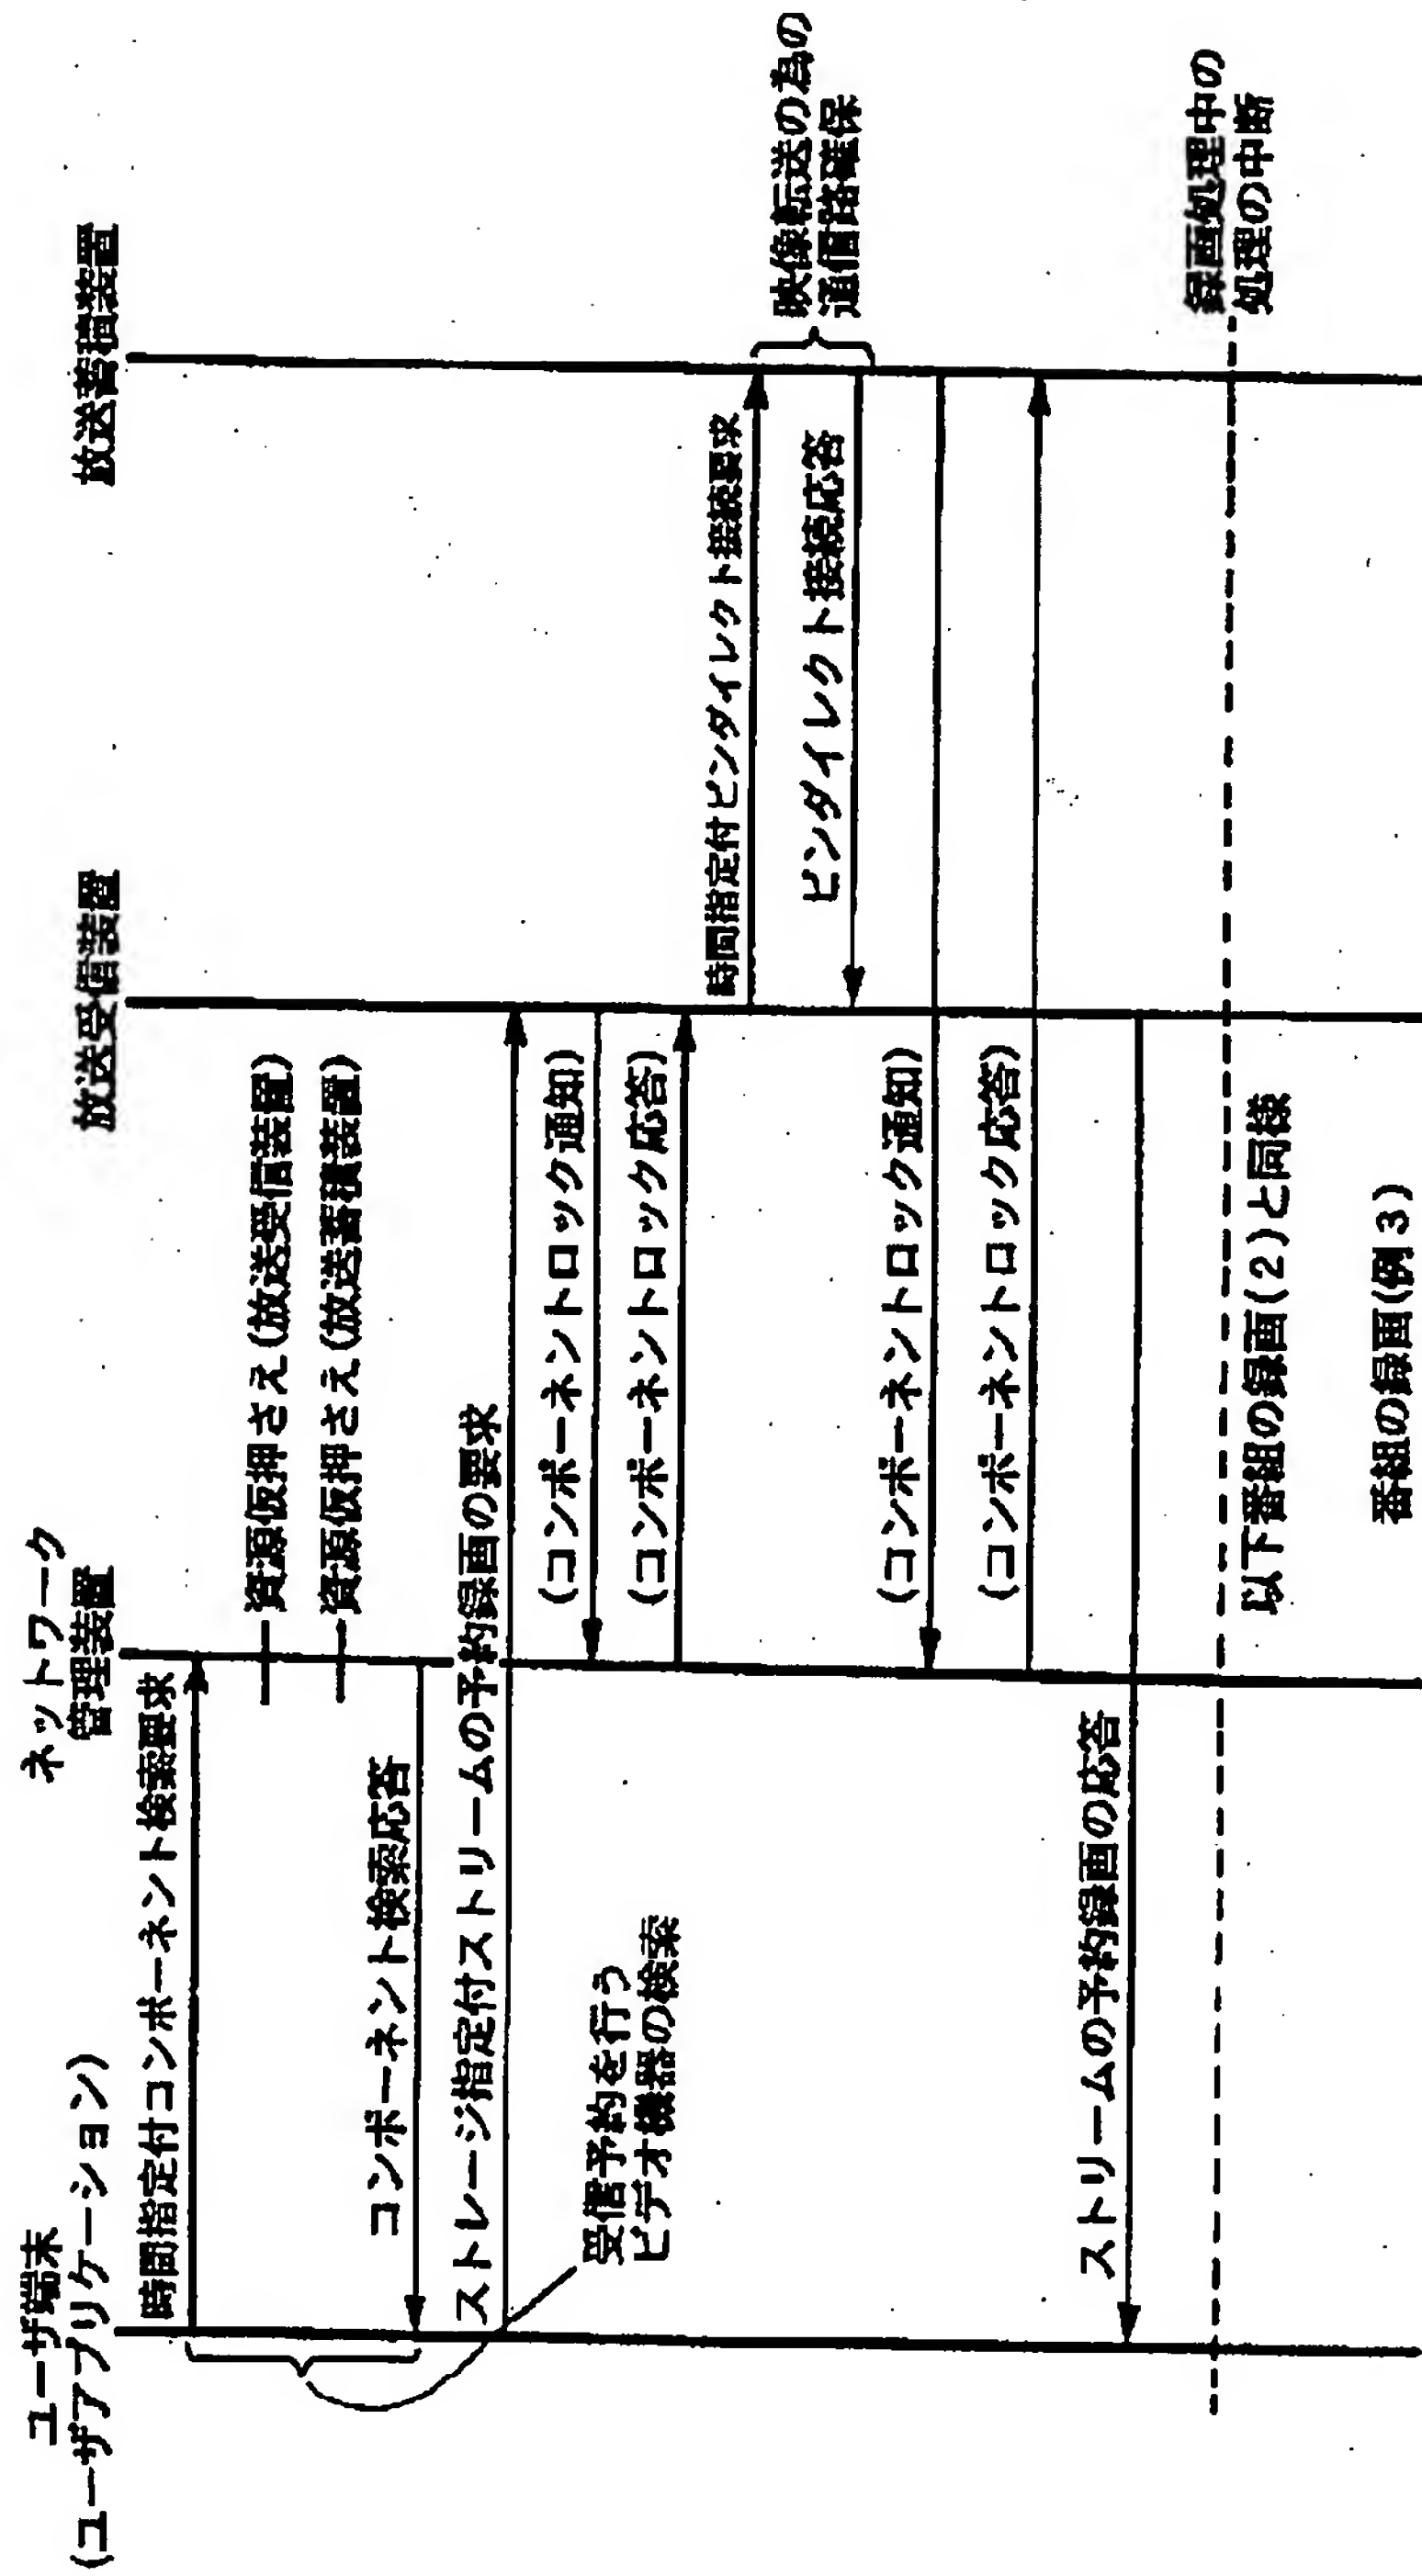 ユーザ端末
(ユーザアプリケーション)
ネットワーク
管理装置
放送受信装置
放送蓄積装置
時間指定付コンポーネント検索要求
資源仮押さえ(放送受信装置)
資源仮押さえ(放送蓄積装置)
コンポーネント検索応答
ストレージ指定付ストリームの予約録画の要求
受信予約を行う
ビデオ機器の検索
(コンポーネントロック通知)
(コンポーネントロック応答)
時間指定付ピンダイレクト接続要求
ピンダイレクト接続応答
映像転送の為の
通信路確保
(コンポーネントロック通知)
(コンポーネントロック応答)
ストリームの予約録画の応答
録画処理中の
処理の中断
以下番組の録画(2)と同様
番組の録画(例3)